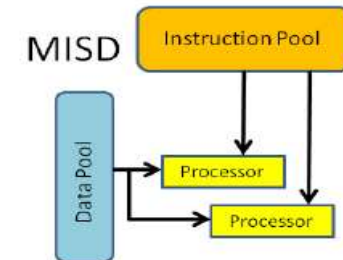 MISD
Instruction Pool
Data Pool
Processor
Processor